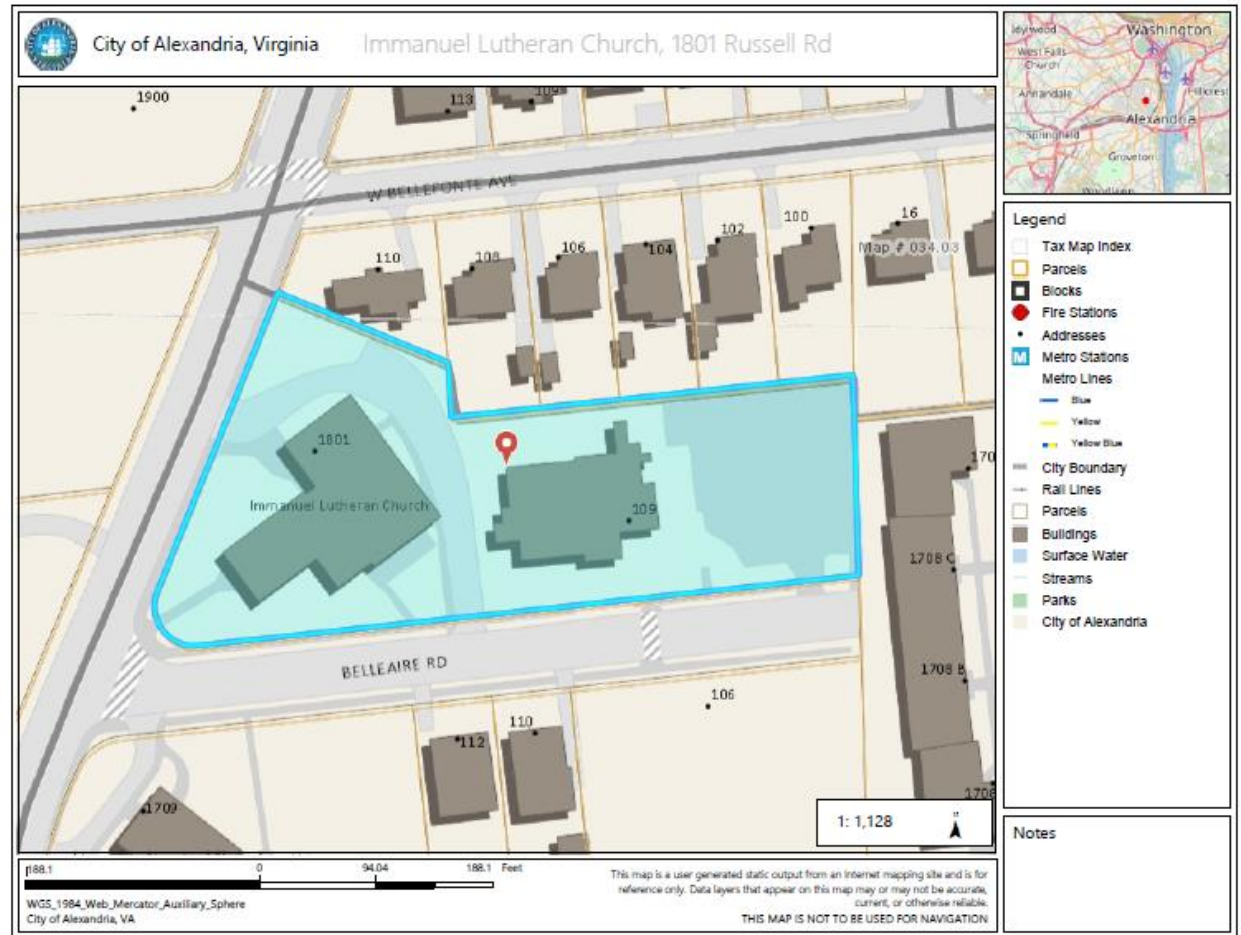 City of Alexandria, Virginia
Immanuel Lutheran Church, 1801 Russell Rd
Idylwood
Washington
West Falls
Church
Annandale
Hillcrest
Alexandria
Springfield
Groveton
1900
113
109
W BELLEFONTE AVE
110
108
106
104
102
100
16
Map # 034.03
1801
Immanuel Lutheran Church
109
170
1708 C
1708 B
1708
BELLEAIRE RD
106
112
110
1709
1: 1,128
Legend
Tax Map Index
Parcels
Blocks
Fire Stations
Addresses
M Metro Stations
Metro Lines
Blue
Yellow
Yellow Blue
City Boundary
Rail Lines
Parcels
Buildings
Surface Water
Streams
Parks
City of Alexandria
Notes
188.1 0 94.04 188.1 Feet
WGS_1984_Web_Mercator_Auxiliary_Sphere
City of Alexandria, VA
This map is a user generated static output from an Internet mapping site and is for
reference only. Data layers that appear on this map may or may not be accurate,
current, or otherwise reliable.
THIS MAP IS NOT TO BE USED FOR NAVIGATION